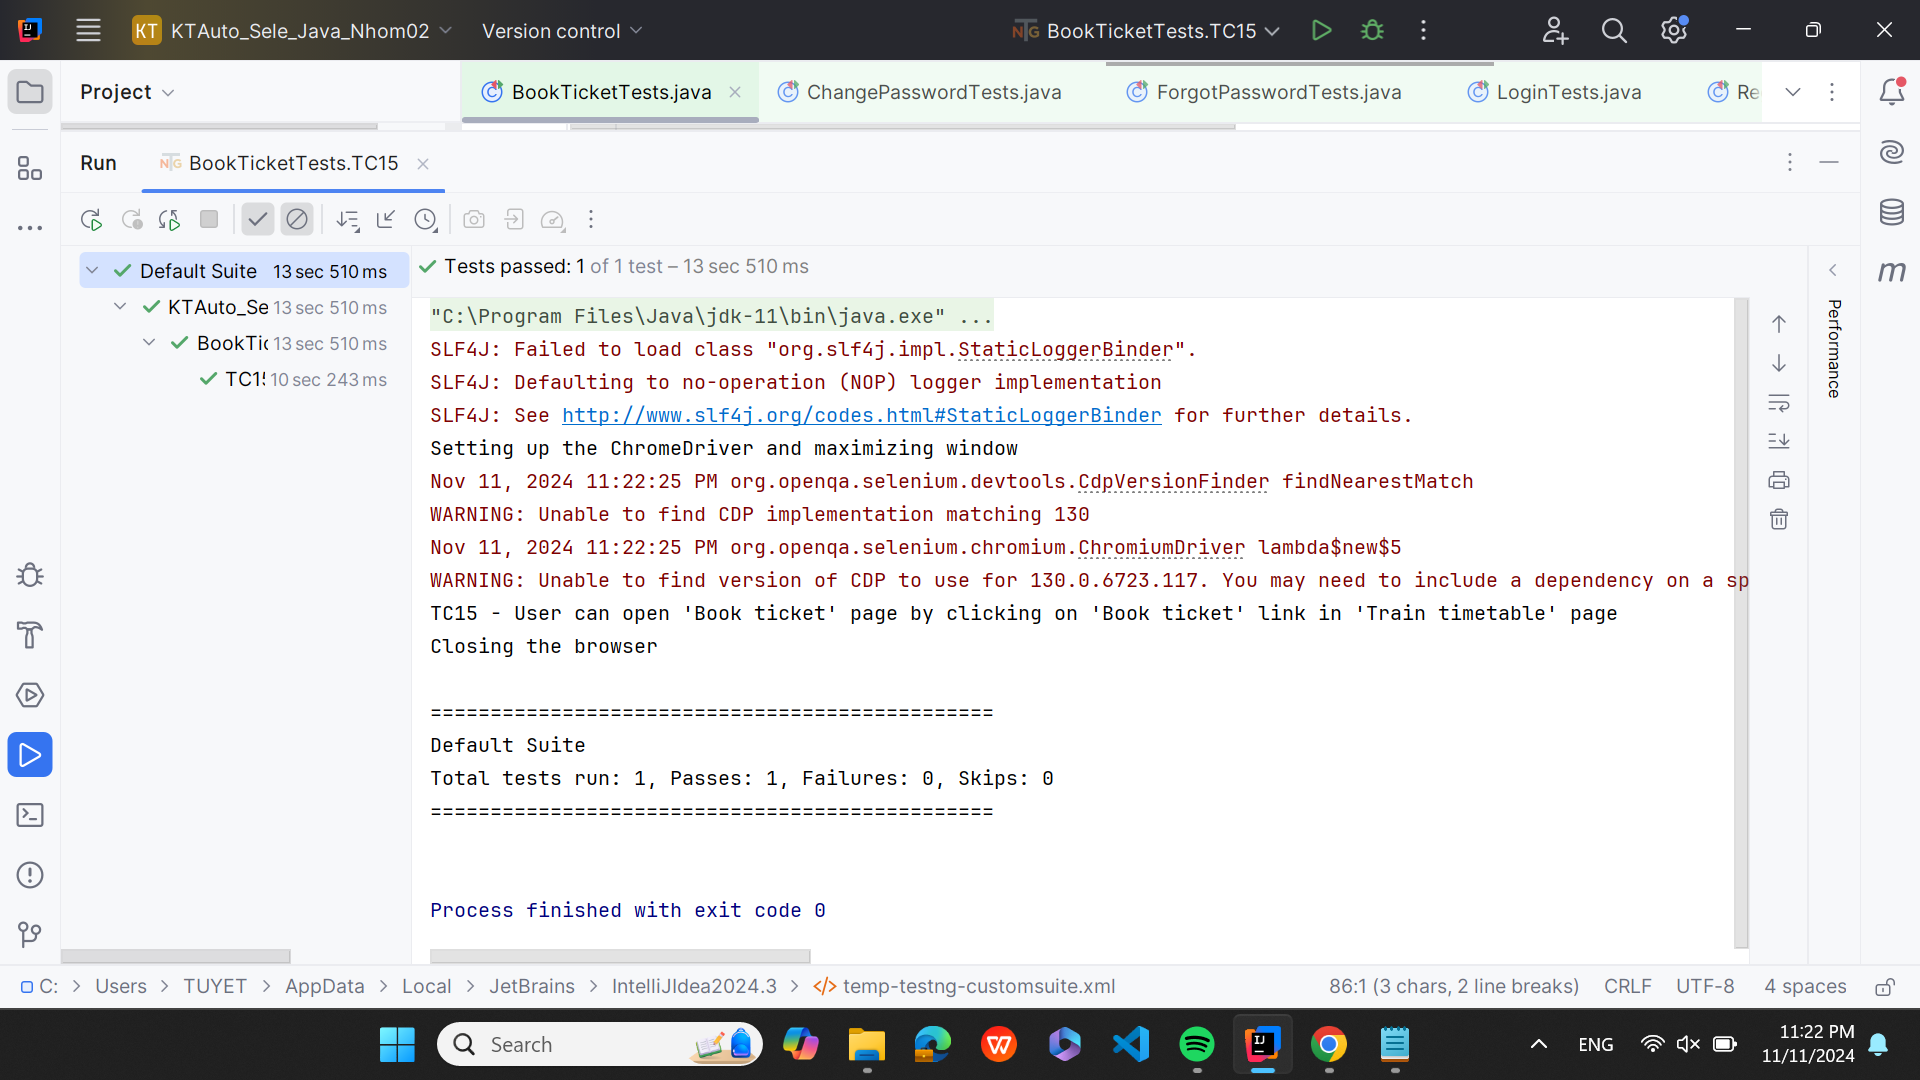 KT KTAuto_Sele_Java_Nhom02 Version control BookTicketTests.TC15
Project BookTicketTests.java ChangePasswordTests.java ForgotPasswordTests.java LoginTests.java Re
Run BookTicketTests.TC15
Default Suite 13 sec 510 ms
KTAuto_Se 13 sec 510 ms
BookTic 13 sec 510 ms
TC15 10 sec 243 ms
Tests passed: 1 of 1 test – 13 sec 510 ms
"C:\Program Files\Java\jdk-11\bin\java.exe" ...
SLF4J: Failed to load class "org.slf4j.impl.StaticLoggerBinder".
SLF4J: Defaulting to no-operation (NOP) logger implementation
SLF4J: See http://www.slf4j.org/codes.html#StaticLoggerBinder for further details.
Setting up the ChromeDriver and maximizing window
Nov 11, 2024 11:22:25 PM org.openqa.selenium.devtools.CdpVersionFinder findNearestMatch
WARNING: Unable to find CDP implementation matching 130
Nov 11, 2024 11:22:25 PM org.openqa.selenium.chromium.ChromiumDriver lambda$new$5
WARNING: Unable to find version of CDP to use for 130.0.6723.117. You may need to include a dependency on a sp
TC15 - User can open 'Book ticket' page by clicking on 'Book ticket' link in 'Train timetable' page
Closing the browser
===============================================
Default Suite
Total tests run: 1, Passes: 1, Failures: 0, Skips: 0
===============================================
Process finished with exit code 0
Performance
C: > Users > TUYET > AppData > Local > JetBrains > IntelliJIdea2024.3 > temp-testng-customsuite.xml 86:1 (3 chars, 2 line breaks) CRLF UTF-8 4 spaces
Search ENG 11:22 PM
11/11/2024